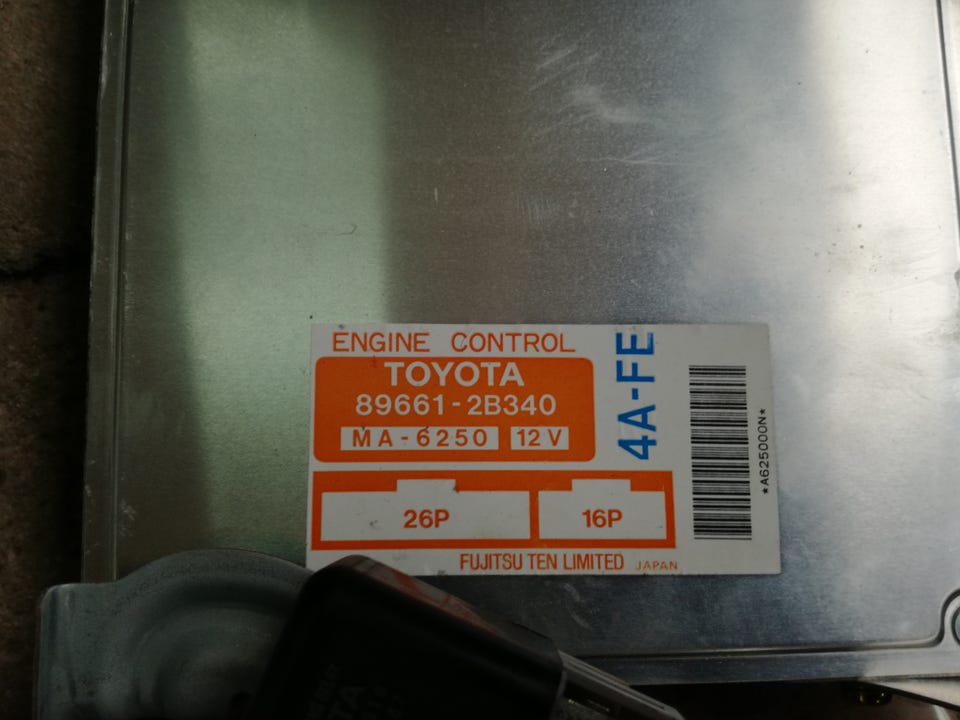 ENGINE CONTROL
TOYOTA
89661-2B340
MA-6250 12V
4A-FE
*A625000N*
26P 16P
FUJITSU TEN LIMITED JAPAN